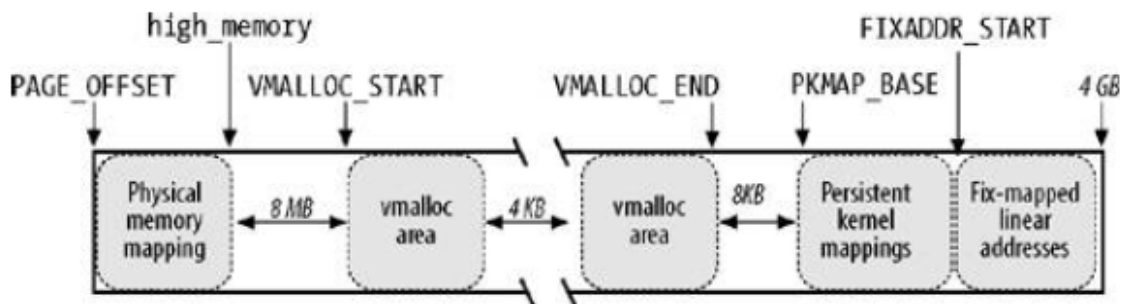 high_memory
FIXADDR_START
PAGE_OFFSET
VMALLOC_START
VMALLOC_END
PKMAP_BASE
4 GB
Physical
memory
mapping
8 MB
vmalloc
area
4 KB
vmalloc
area
8KB
Persistent
kernel
mappings
Fix-mapped
linear
addresses